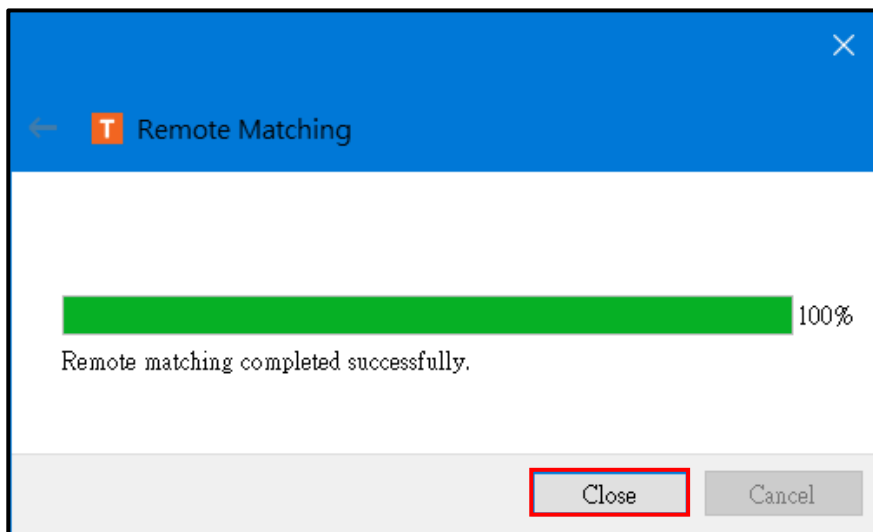 T Remote Matching
100%
Remote matching completed successfully.
Close Cancel